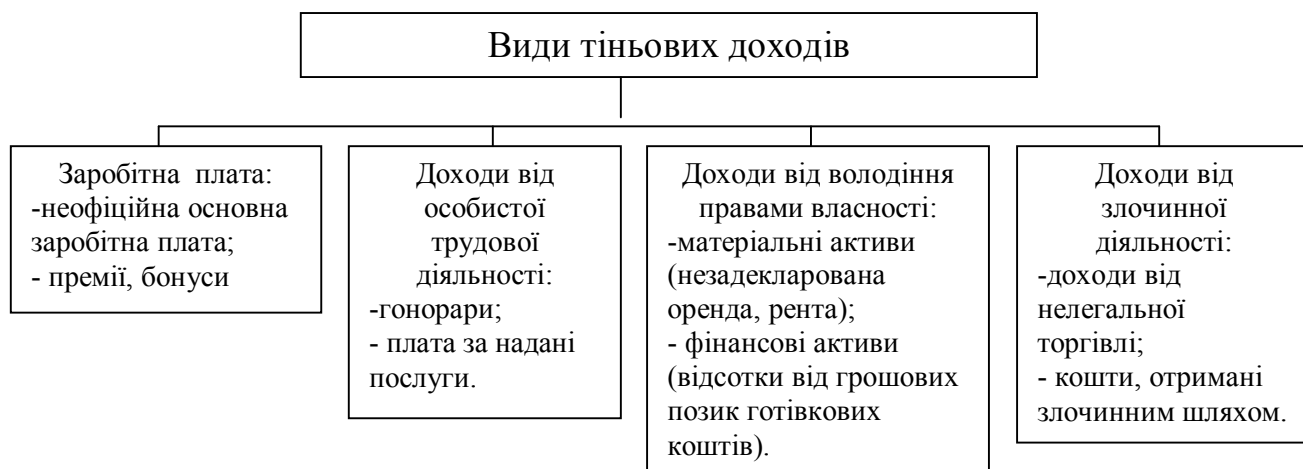 Види тіньових доходів
Заробітна плата:
-неофіційна основна
заробітна плата;
- премії, бонуси
Доходи від
особистої
трудової
діяльності:
-гонорари;
- плата за надані
послуги.
Доходи від володіння
правами власності:
-матеріальні активи
(незадекларована
оренда, рента);
- фінансові активи
(відсотки від грошових
позик готівкових
коштів).
Доходи від
злочинної
діяльності:
-доходи від
нелегальної
торгівлі;
- кошти, отримані
злочинним шляхом.